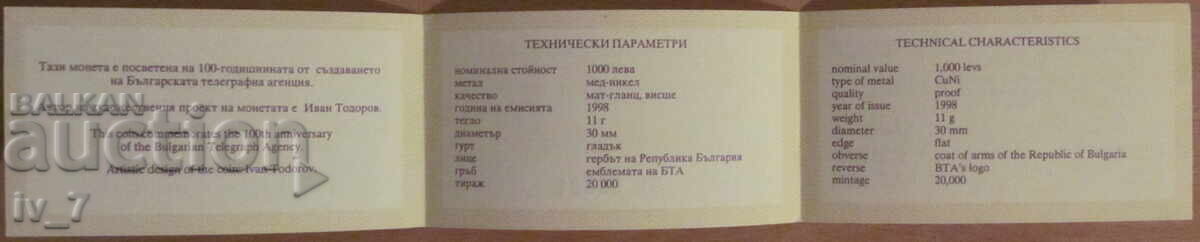 Тази монета е посветена на 100-годишнината от създаването
на Българската телеграфна агенция.
Автор на художествения проект на монетата е Иван Тодоров.
The coin commemorates the 100th anniversary
of the Bulgarian Telegraph Agency.
Artistic design of the coin: Ivan Todorov.
БАЛКАН
auction
iv_7
ТЕХНИЧЕСКИ ПАРАМЕТРИ
номинална стойност 1000 лева
метал мед-никел
качество мат-гланц, висше
година на емисията 1998
тегло 11 г
диаметър 30 мм
гурт гладък
лице гербът на Република България
гръб емблемата на БТА
тираж 20 000
TECHNICAL CHARACTERISTICS
nominal value 1,000 levs
type of metal CuNi
quality proof
year of issue 1998
weight 11 g
diameter 30 mm
edge flat
obverse coat of arms of the Republic of Bulgaria
reverse BTA's logo
mintage 20,000